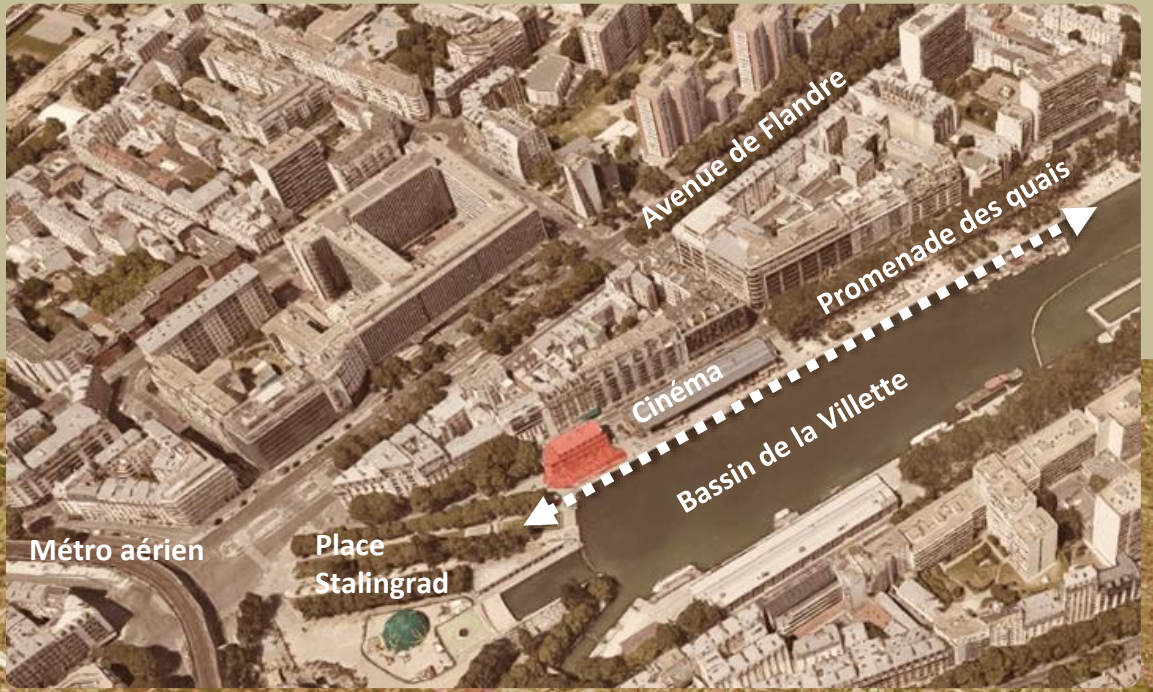 Avenue de Flandre
Promenade des quais
Cinéma
Bassin de la Villette
Métro aérien
Place
Stalingrad